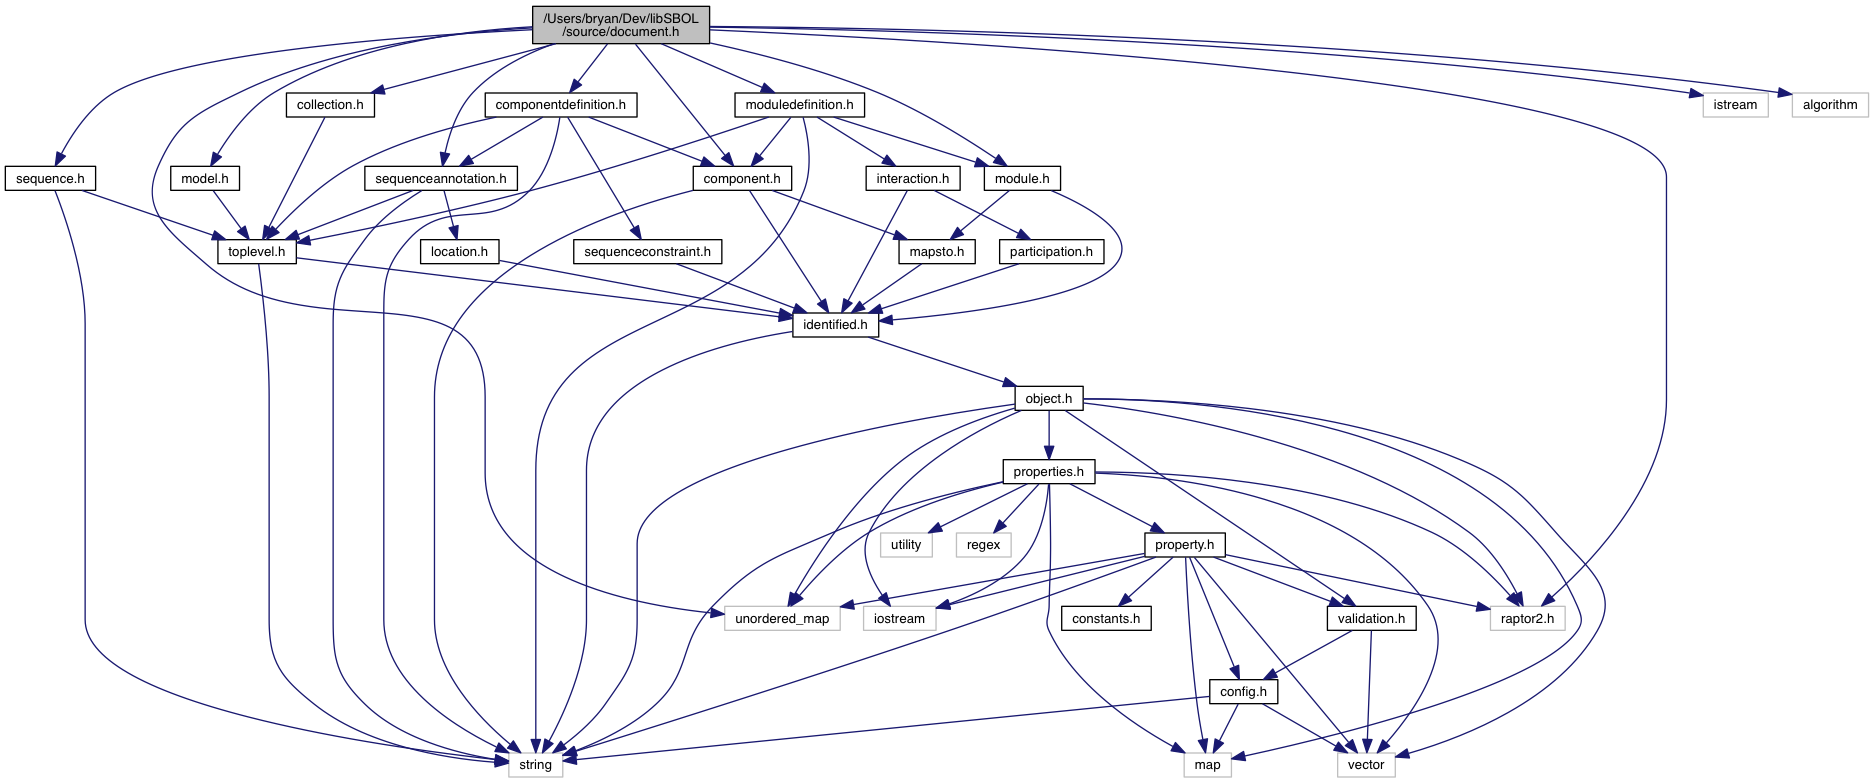 /Users/bryan/Dev/libSBOL
/source/document.h
collection.h
componentdefinition.h
moduledefinition.h
istream
algorithm
sequence.h
model.h
sequenceannotation.h
component.h
interaction.h
module.h
toplevel.h
location.h
sequenceconstraint.h
mapsto.h
participation.h
identified.h
object.h
properties.h
utility
regex
property.h
unordered_map
iostream
constants.h
validation.h
raptor2.h
config.h
string
map
vector